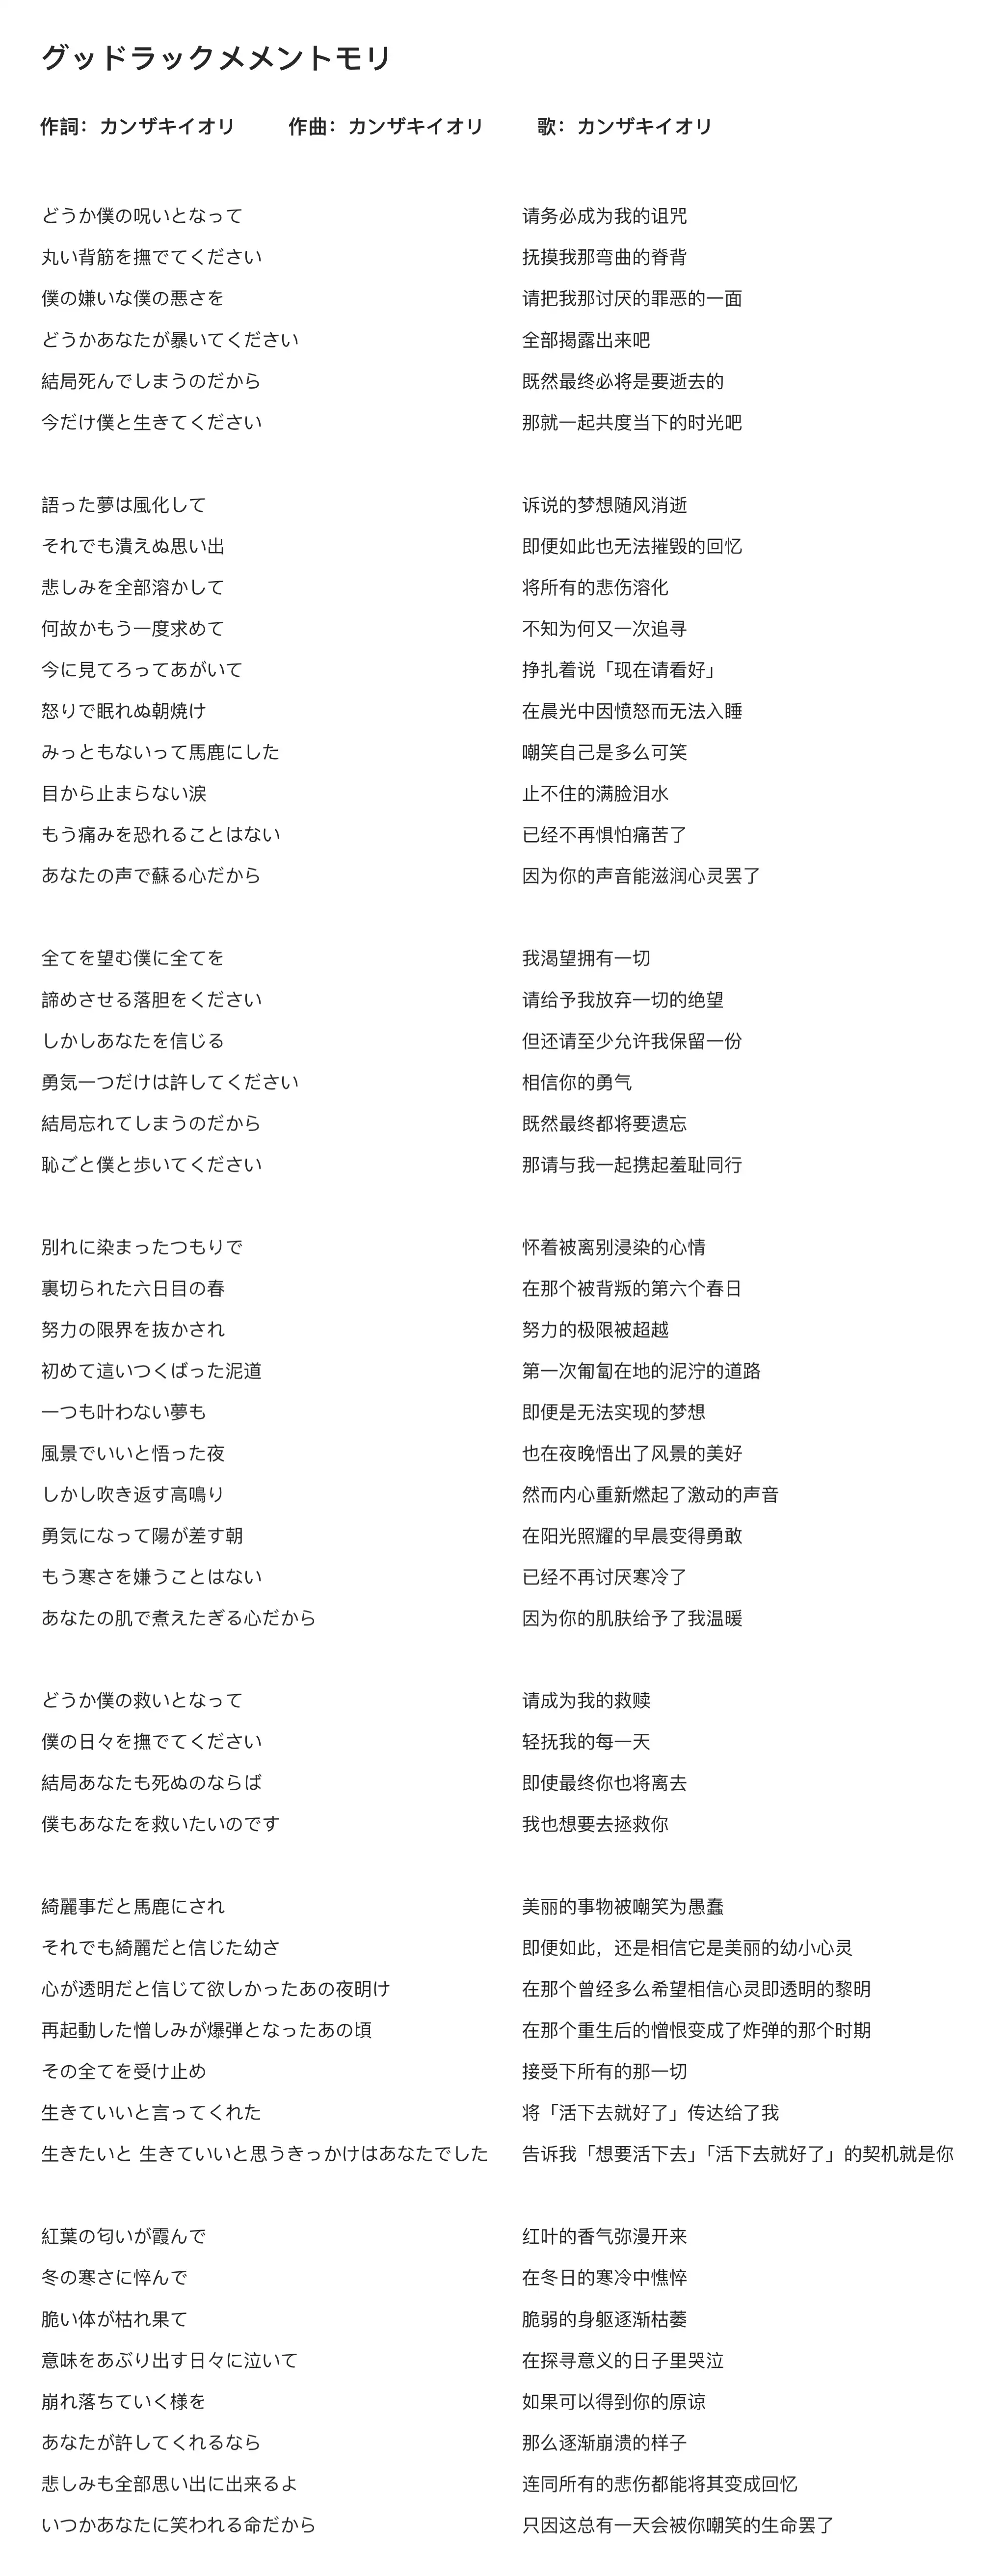 グッドラックメメントモリ
作詞：カンザキイオリ 作曲：カンザキイオリ 歌：カンザキイオリ
どうか僕の呪いとなって 请务必成为我的诅咒
丸い背筋を撫でてください 抚摸我那弯曲的脊背
僕の嫌いな僕の悪さを 请把我那讨厌的罪恶的一面
どうかあなたが暴いてください 全部揭露出来吧
結局死んでしまうのだから 既然最终必将是要逝去的
今だけ僕と生きてください 那就一起共度当下的时光吧
語った夢は風化して 诉说的梦想随风消逝
それでも潰えぬ思い出 即便如此也无法摧毁的回忆
悲しみを全部溶かして 将所有的悲伤溶化
何故かもう一度求めて 不知为何又一次追寻
今に見てろってあがいて 挣扎着说「现在请看好」
怒りで眠れぬ朝焼け 在晨光中因愤怒而无法入睡
みっともないって馬鹿にした 嘲笑自己是多么可笑
目から止まらない涙 止不住的满脸泪水
もう痛みを恐れることはない 已经不再惧怕痛苦了
あなたの声で蘇る心だから 因为你的声音能滋润心灵罢了
全てを望む僕に全てを 我渴望拥有一切
諦めさせる落胆をください 请给予我放弃一切的绝望
しかしあなたを信じる 但还请至少允许我保留一份
勇気一つだけは許してください 相信你的勇气
結局忘れてしまうのだから 既然最终都将要遗忘
恥ごと僕と歩いてください 那请与我一起携起羞耻同行
別れに染まったつもりで 怀着被离别浸染的心情
裏切られた六日目の春 在那个被背叛的第六个春日
努力の限界を抜かされ 努力的极限被超越
初めて這いつくばった泥道 第一次匍匐在地的泥泞的道路
一つも叶わない夢も 即便是无法实现的梦想
風景でいいと悟った夜 也在夜晚悟出了风景的美好
しかし吹き返す高鳴り 然而内心重新燃起了激动的声音
勇気になって陽が差す朝 在阳光照耀的早晨变得勇敢
もう寒さを嫌うことはない 已经不再讨厌寒冷了
あなたの肌で煮えたぎる心だから 因为你的肌肤给予了我温暖
どうか僕の救いとなって 请成为我的救赎
僕の日々を撫でてください 轻抚我的每一天
結局あなたも死ぬのならば 即使最终你也将离去
僕もあなたを救いたいのです 我也想要去拯救你
綺麗事だと馬鹿にされ 美丽的事物被嘲笑为愚蠢
それでも綺麗だと信じた幼さ 即便如此，还是相信它是美丽的幼小心灵
心が透明だと信じて欲しかったあの夜明け 在那个曾经多么希望相信心灵即透明的黎明
再起動した憎しみが爆弾となったあの頃 在那个重生后的憎恨变成了炸弹的那个时期
その全てを受け止め 接受下所有的那一切
生きていいと言ってくれた 将「活下去就好了」传达给了我
生きたいと 生きていいと思うきっかけはあなたでした 告诉我「想要活下去」「活下去就好了」的契机就是你
紅葉の匂いが霞んで 红叶的香气弥漫开来
冬の寒さに悴んで 在冬日的寒冷中憔悴
脆い体が枯れ果て 脆弱的身躯逐渐枯萎
意味をあぶり出す日々に泣いて 在探寻意义的日子里哭泣
崩れ落ちていく様を 如果可以得到你的原谅
あなたが許してくれるなら 那么逐渐崩溃的样子
悲しみも全部思い出に出来るよ 连同所有的悲伤都能将其变成回忆
いつかあなたに笑われる命だから 只因这总有一天会被你嘲笑的生命罢了